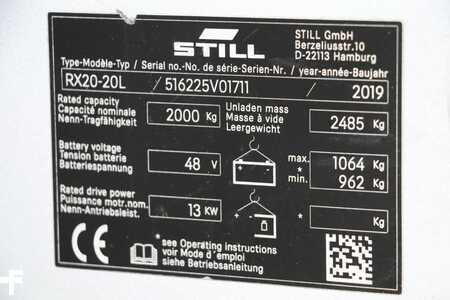 STILL
STILL GmbH
Berzeliusstr.10
D-22113 Hamburg
Type-Modèle-Typ / Serial no.-No. de série-Serien-Nr. / year-année-Baujahr
RX20-20L / 516225V01711 / 2019
Rated capacity
Capacité nominale
Nenn-Tragfähigkeit
2000 Kg
Unladen mass
Masse à vide
Leergewicht
2485 Kg
Battery voltage
Tension batterie
Batteriespannung
48 V
max. 1064 Kg
*
min. 962 Kg
Rated drive power
Puissance motr.nom.
Nenn-Antriebsleist.
13 KW
* Kg
CE
*see Operating instructions
voir Mode d'emploi
siehe Betriebsanleitung